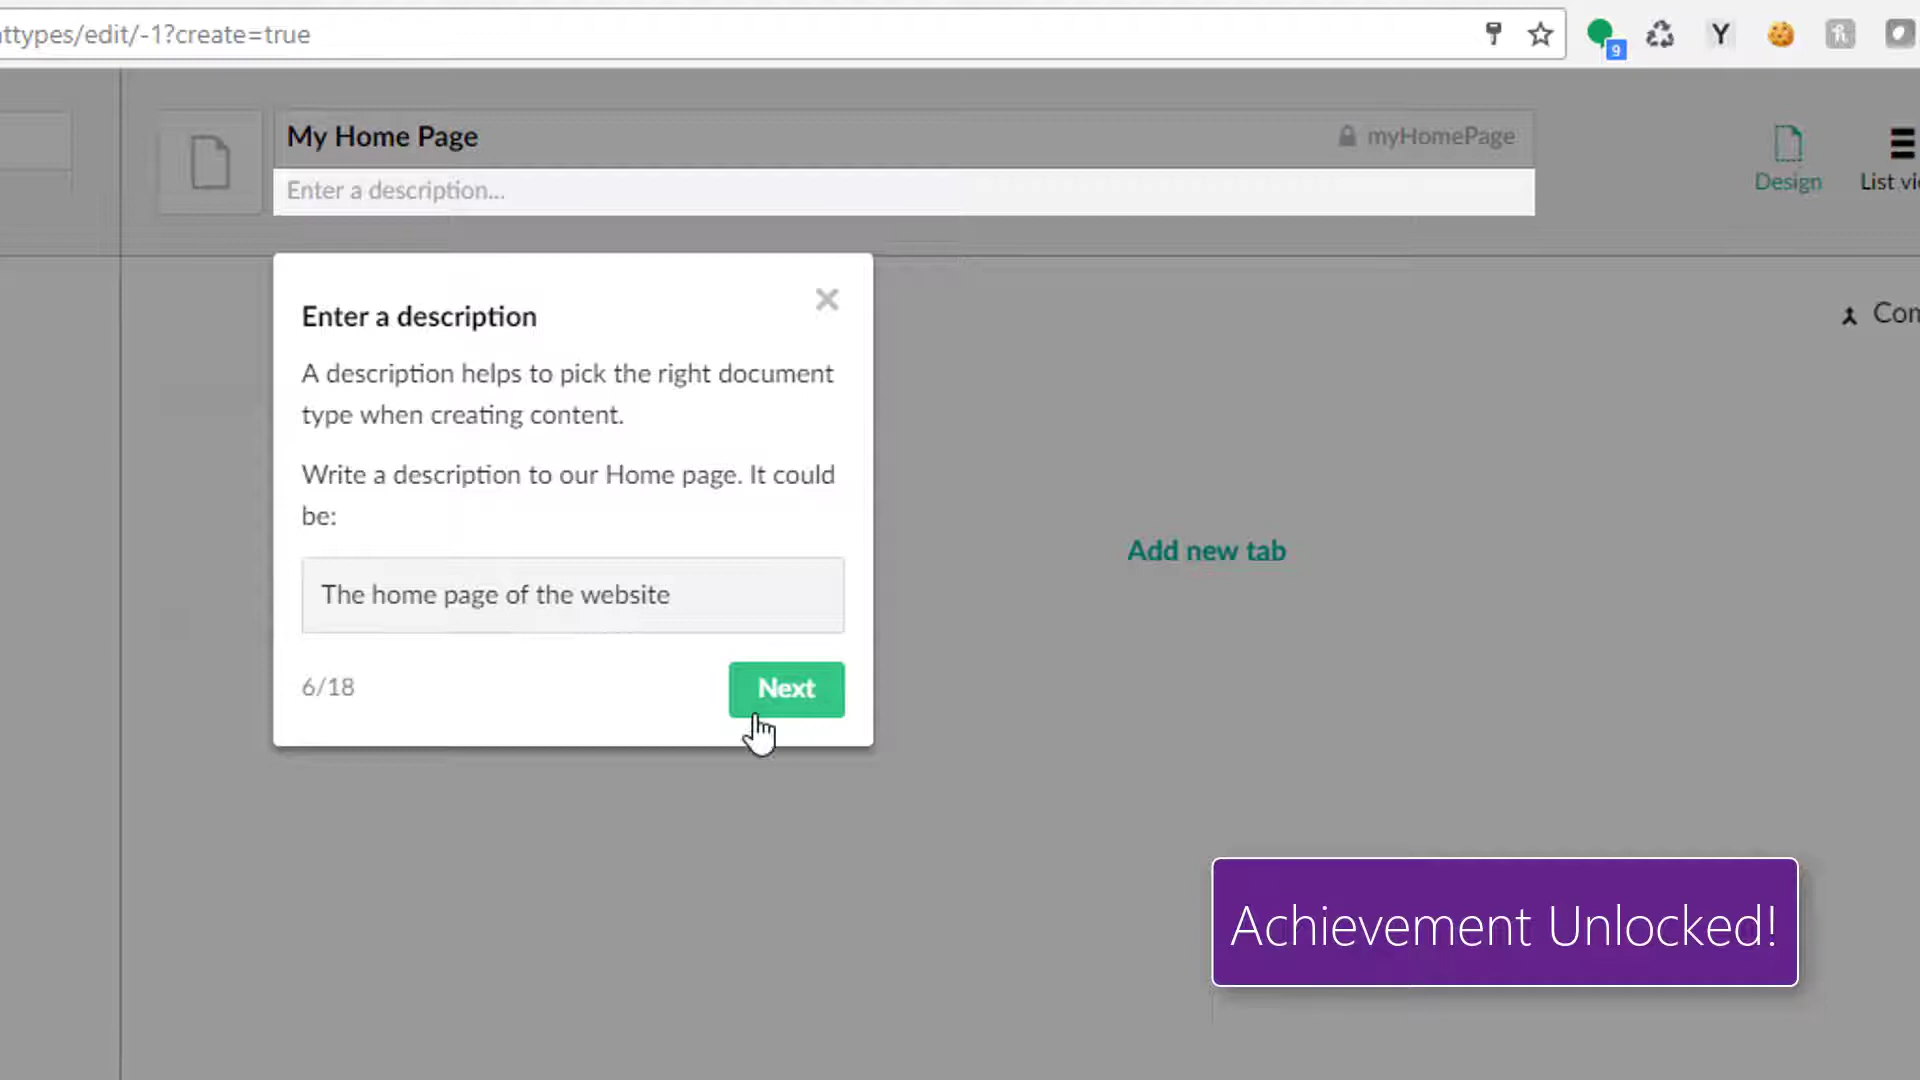 ttypes/edit/-1?create=true
9
Y
My Home Page
myHomePage
Enter a description...
Design
List vi
Enter a description
A description helps to pick the right document
type when creating content.
Write a description to our Home page. It could
be:
The home page of the website
6/18
Next
Con
Add new tab
Achievement Unlocked!